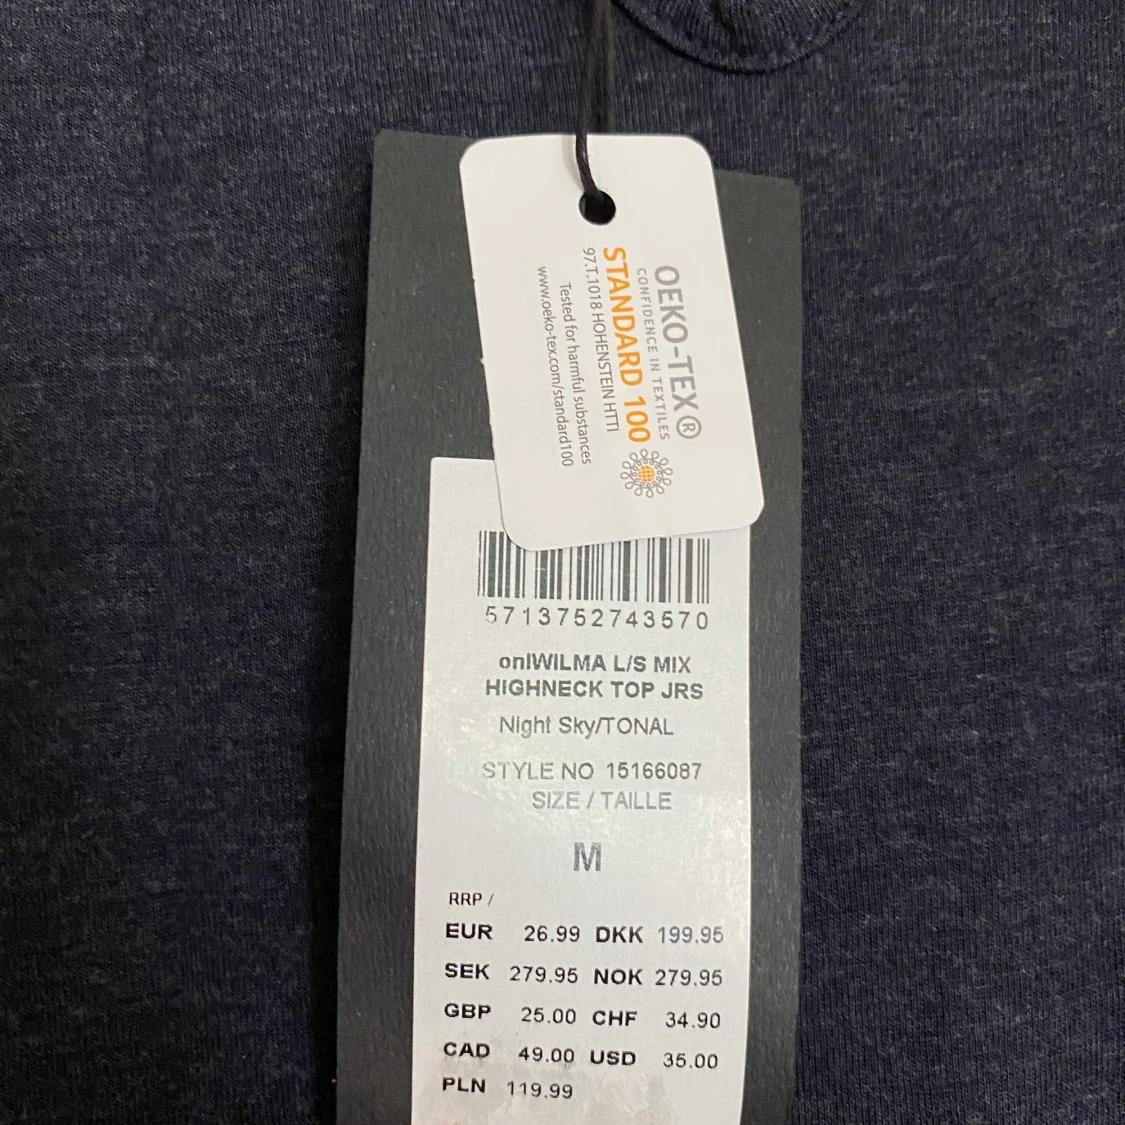 OEKO-TEX®
CONFIDENCE IN TEXTILES
STANDARD 100
97.T.1018 HOHENSTEIN HTTI
Tested for harmful substances
www.oeko-tex.com/standard100
5713752743570
onlWILMA L/S MIX
HIGHNECK TOP JRS
Night Sky/TONAL
STYLE NO 15166087
SIZE / TAILLE
M
RRP /
EUR 26.99 DKK 199.95
SEK 279.95 NOK 279.95
GBP 25.00 CHF 34.90
CAD 49.00 USD 35.00
PLN 119.99